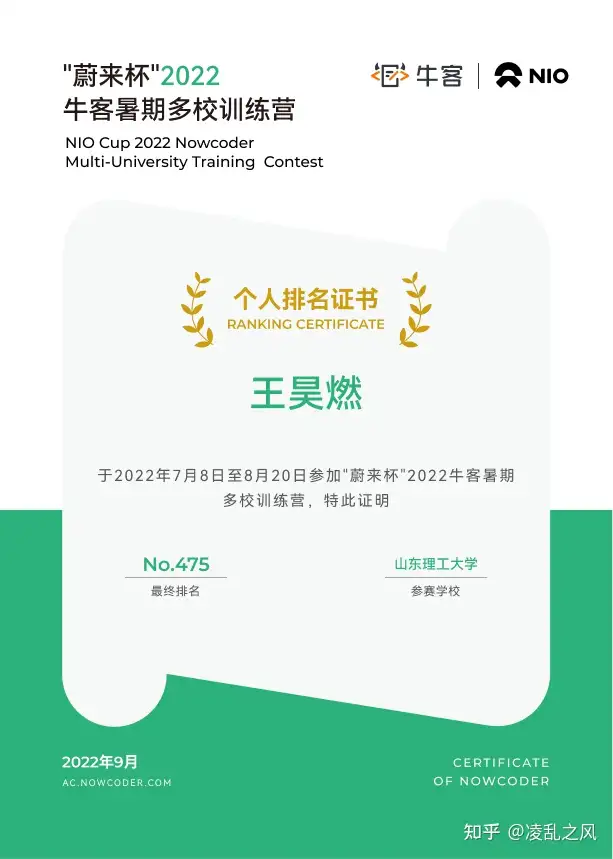 "蔚来杯"2022
牛客暑期多校训练营
NIO Cup 2022 Nowcoder
Multi-University Training Contest
牛客
NIO
个人排名证书
RANKING CERTIFICATE
王昊燃
于2022年7月8日至8月20日参加"蔚来杯"2022牛客暑期
多校训练营，特此证明
No.475
最终排名
山东理工大学
参赛学校
2022年9月
AC.NOWCODER.COM
CERTIFICATE
OF NOWCODER
知乎 @凌乱之风